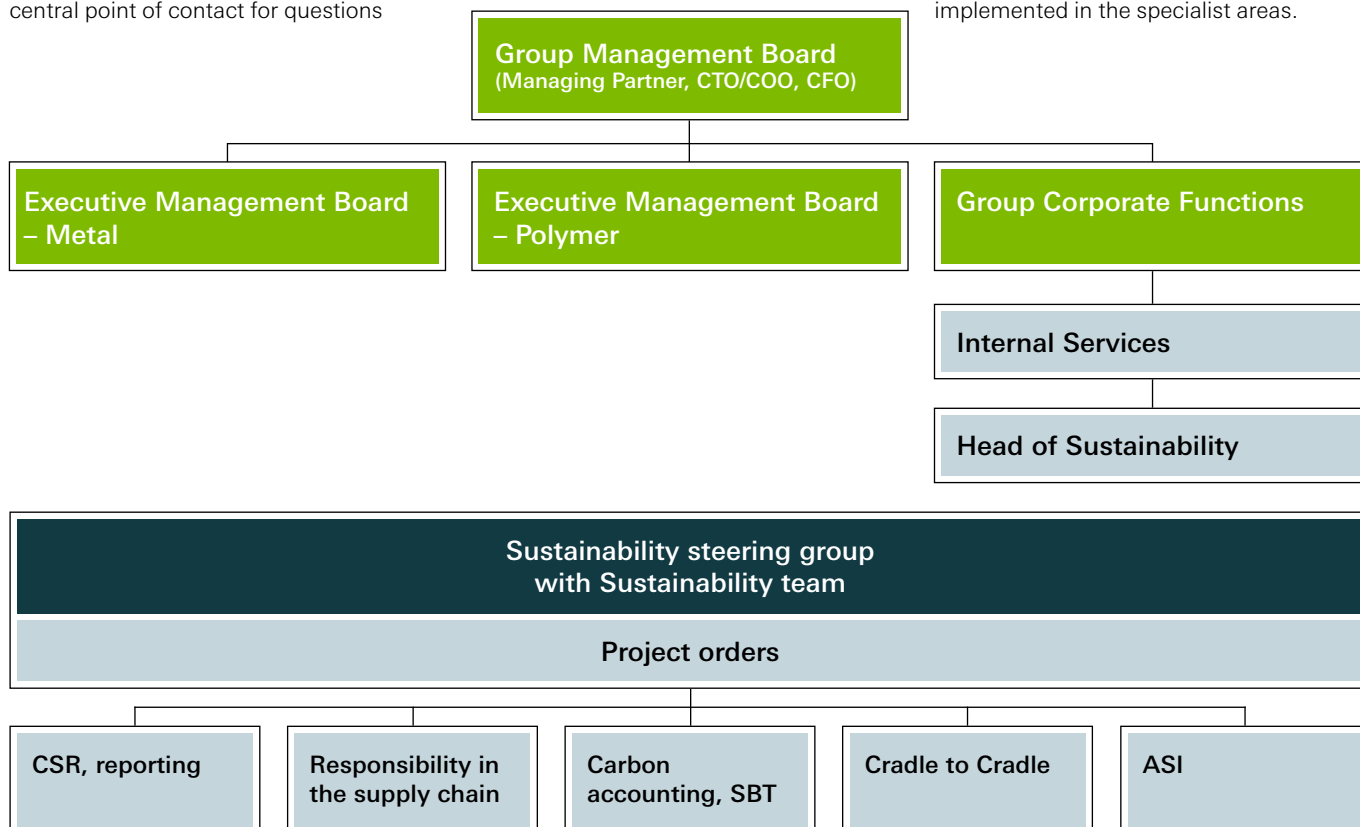 central point of contact for questions
implemented in the specialist areas.
Group Management Board
(Managing Partner, CTO/COO, CFO)
Executive Management Board
– Metal
Executive Management Board
– Polymer
Group Corporate Functions
Internal Services
Head of Sustainability
Sustainability steering group
with Sustainability team
Project orders
CSR, reporting
Responsibility in
the supply chain
Carbon
accounting, SBT
Cradle to Cradle
ASI